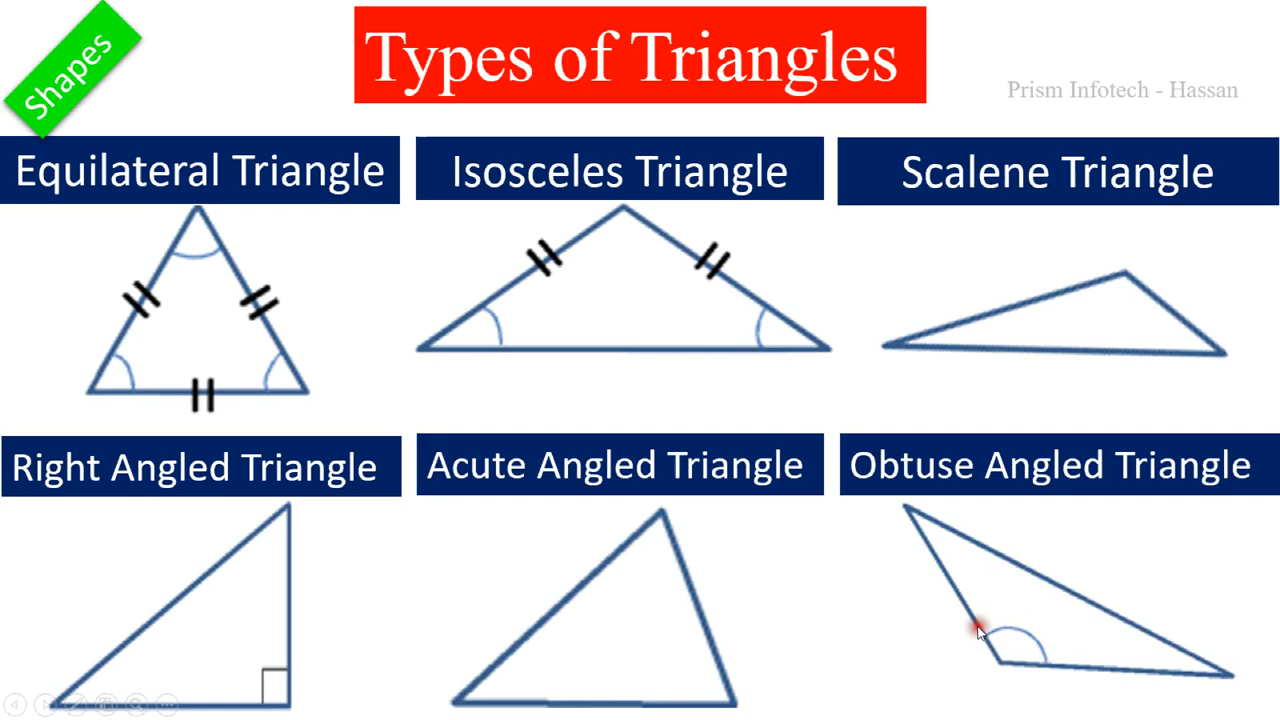 Shapes
Types of Triangles
Prism Infotech - Hassan
Equilateral Triangle
Isosceles Triangle
Scalene Triangle
Right Angled Triangle
Acute Angled Triangle
Obtuse Angled Triangle